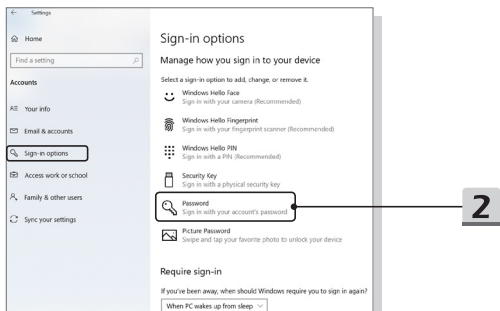 Settings
Home
Find a setting
Accounts
Your info
Email & accounts
Sign-in options
Access work or school
Family & other users
Sync your settings
Sign-in options
Manage how you sign in to your device
Select a sign-in option to add, change, or remove it.
Windows Hello Face
Sign in with your camera (Recommended)
Windows Hello Fingerprint
Sign in with your fingerprint scanner (Recommended)
Windows Hello PIN
Sign in with a PIN (Recommended)
Security Key
Sign in with a physical security key
Password
Sign in with your account's password
Picture Password
Swipe and tap your favorite photo to unlock your device
Require sign-in
If you've been away, when should Windows require you to sign in again?
When PC wakes up from sleep
2